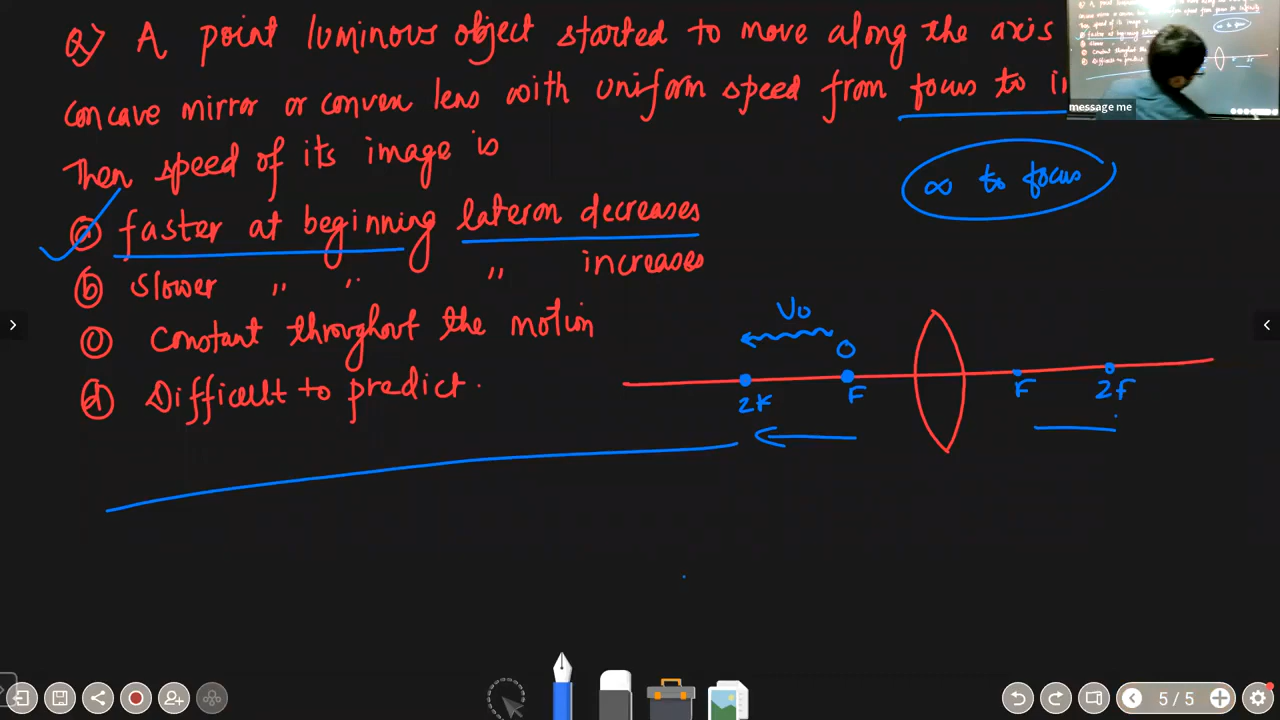 Q) A point luminous object started to move along the axis
concave mirror or convex lens with uniform speed from focus to
Then speed of its image is
∞ to focus
a faster at beginning lateron decreases
b slower " " " increases
c Constant throughout the motion
d Difficult to predict.
Vo
O
2F F F 2F
message me
5/5